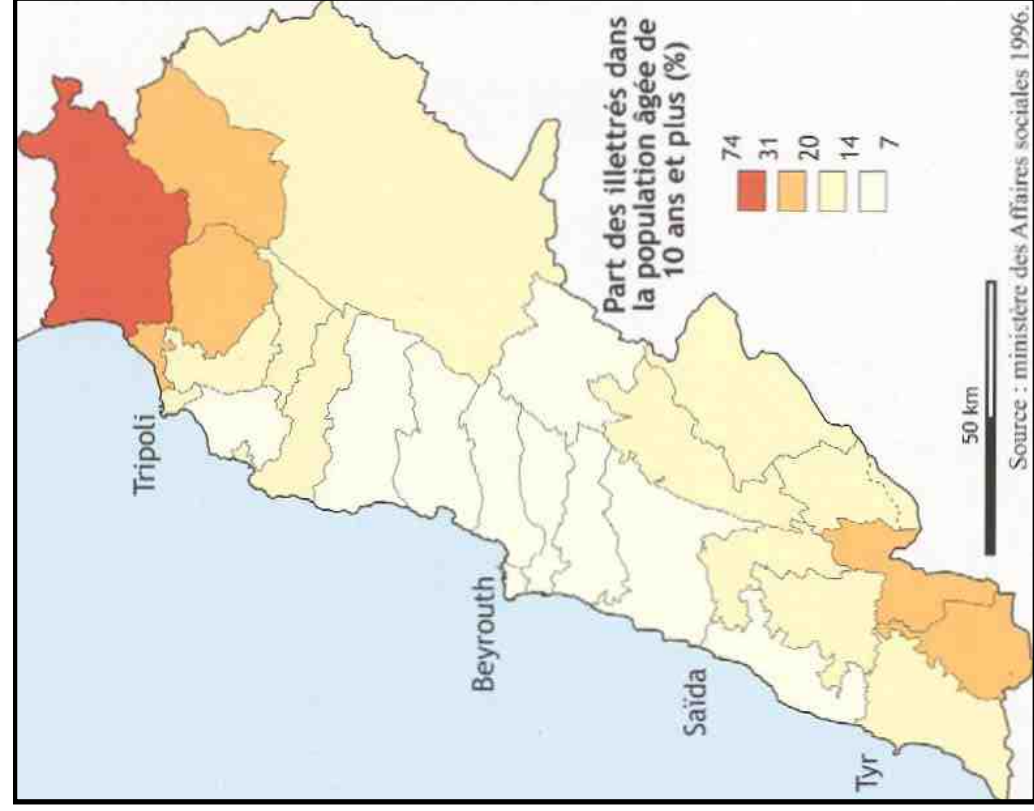 Tripoli
Beyrouth
Saïda
Tyr
Part des illettrés dans
la population âgée de
10 ans et plus (%)
74
31
20
14
7
50 km
Source : ministère des Affaires sociales 1996.